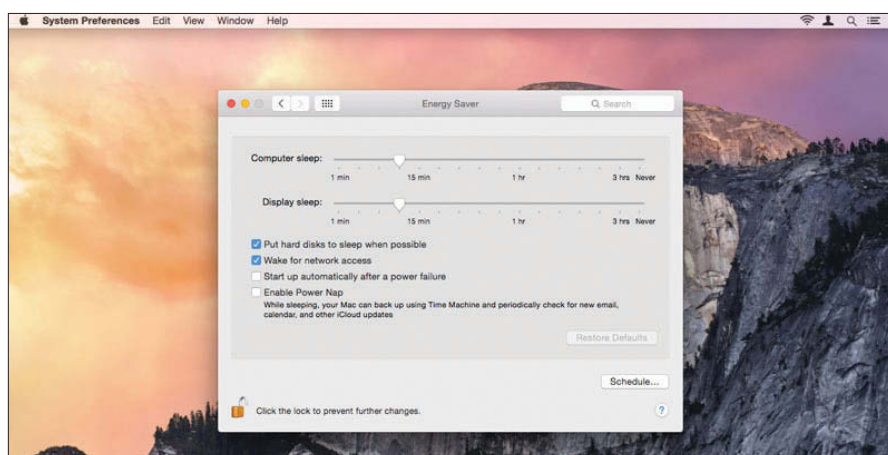 System Preferences Edit View Window Help
Energy Saver
Search
Computer sleep:
1 min 15 min 1 hr 3 hrs Never
Display sleep:
1 min 15 min 1 hr 3 hrs Never
Put hard disks to sleep when possible
Wake for network access
Start up automatically after a power failure
Enable Power Nap
While sleeping, your Mac can back up using Time Machine and periodically check for new email,
calendar, and other iCloud updates
Restore Defaults
Schedule...
Click the lock to prevent further changes.
?